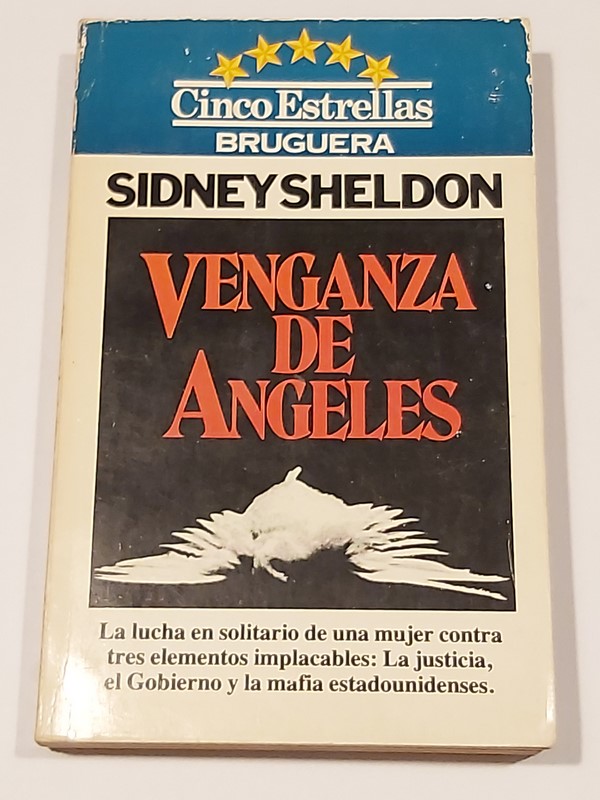 Cinco Estrellas
BRUGUERA
SIDNEY SHELDON
VENGANZA
DE
ANGELES
La lucha en solitario de una mujer contra
tres elementos implacables: La justicia,
el Gobierno y la mafia estadounidenses.